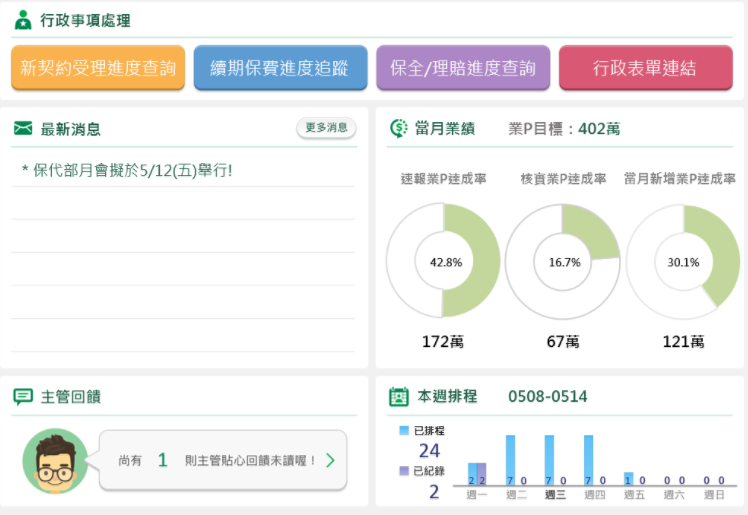 行政事項處理
新契約受理進度查詢
續期保費進度追蹤
保全/理賠進度查詢
行政表單連結
最新消息
更多消息
* 保代部月會擬於5/12(五)舉行!
當月業績
業P目標：402萬
速報業P達成率
核實業P達成率
當月新增業P達成率
42.8%
16.7%
30.1%
172萬
67萬
121萬
主管回饋
尚有 1 則主管貼心回饋未讀喔！
本週排程
0508-0514
已排程
24
已紀錄
2
2 2 7 0 7 0 7 0 1 0 0 0 0 0
週一 週二 週三 週四 週五 週六 週日